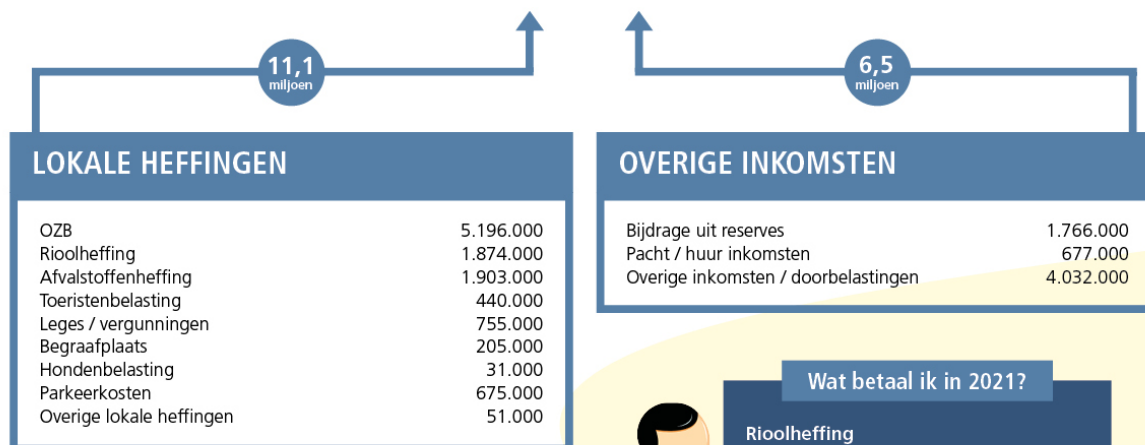 11,1
miljoen
6,5
miljoen
LOKALE HEFFINGEN
OZB 5.196.000
Rioolheffing 1.874.000
Afvalstoffenheffing 1.903.000
Toeristenbelasting 440.000
Leges / vergunningen 755.000
Begraafplaats 205.000
Hondenbelasting 31.000
Parkeerkosten 675.000
Overige lokale heffingen 51.000
OVERIGE INKOMSTEN
Bijdrage uit reserves 1.766.000
Pacht / huur inkomsten 677.000
Overige inkomsten / doorbelastingen 4.032.000
Wat betaal ik in 2021?
Rioolheffing